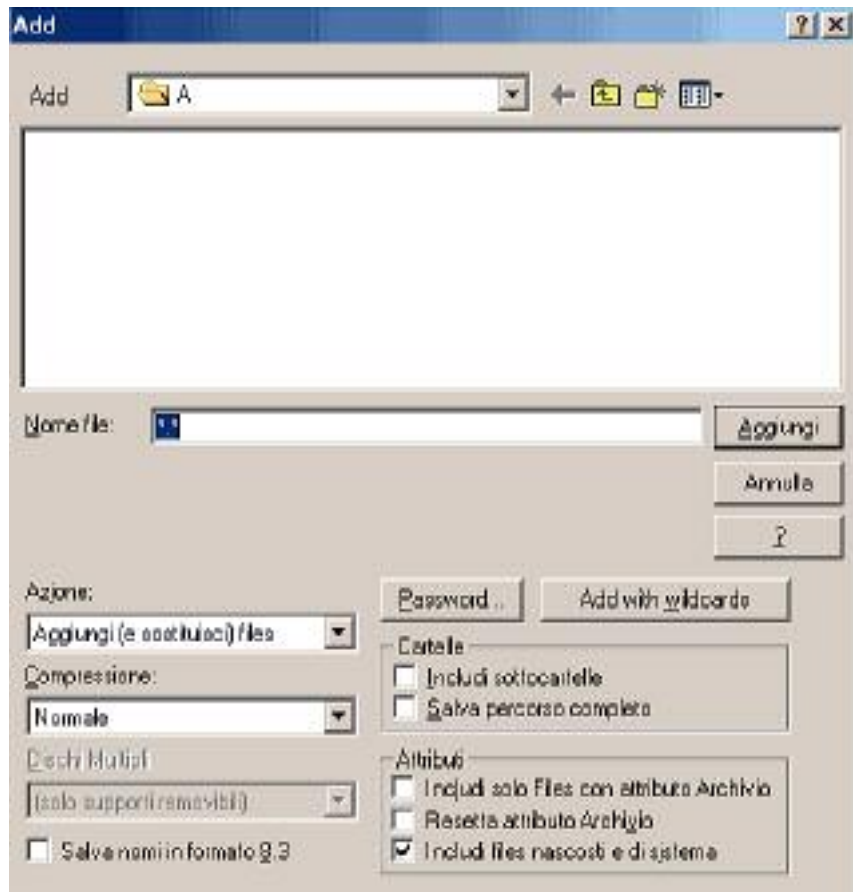 Add
Add A
Nome file: *.*
Aggiungi
Annulla
?
Azione:
Aggiungi (e sostituisci) files
Compressione:
Normale
Dischi Multipli
(solo supporti removibili)
Salva nomi in formato 8.3
Password...
Add with wildcards
Cartelle
Includi sottocartelle
Salva percorso completo
Attributi
Includi solo Files con attributo Archivio
Resetta attributo Archivio
Includi files nascosti e di sistema